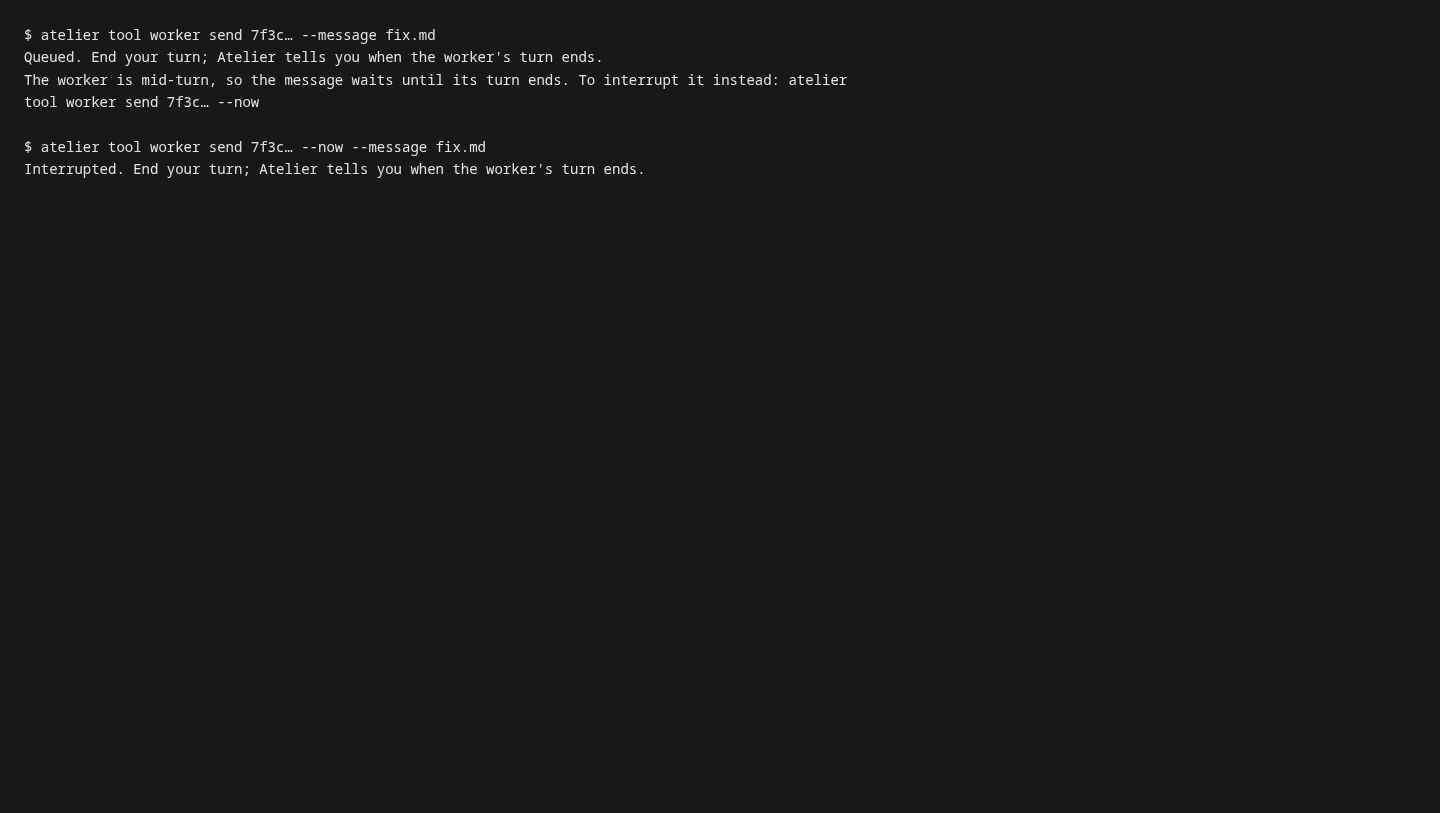 $ atelier tool worker send 7f3c… --message fix.md
Queued. End your turn; Atelier tells you when the worker's turn ends.
The worker is mid-turn, so the message waits until its turn ends. To interrupt it instead: atelier
tool worker send 7f3c… --now
$ atelier tool worker send 7f3c… --now --message fix.md
Interrupted. End your turn; Atelier tells you when the worker's turn ends.